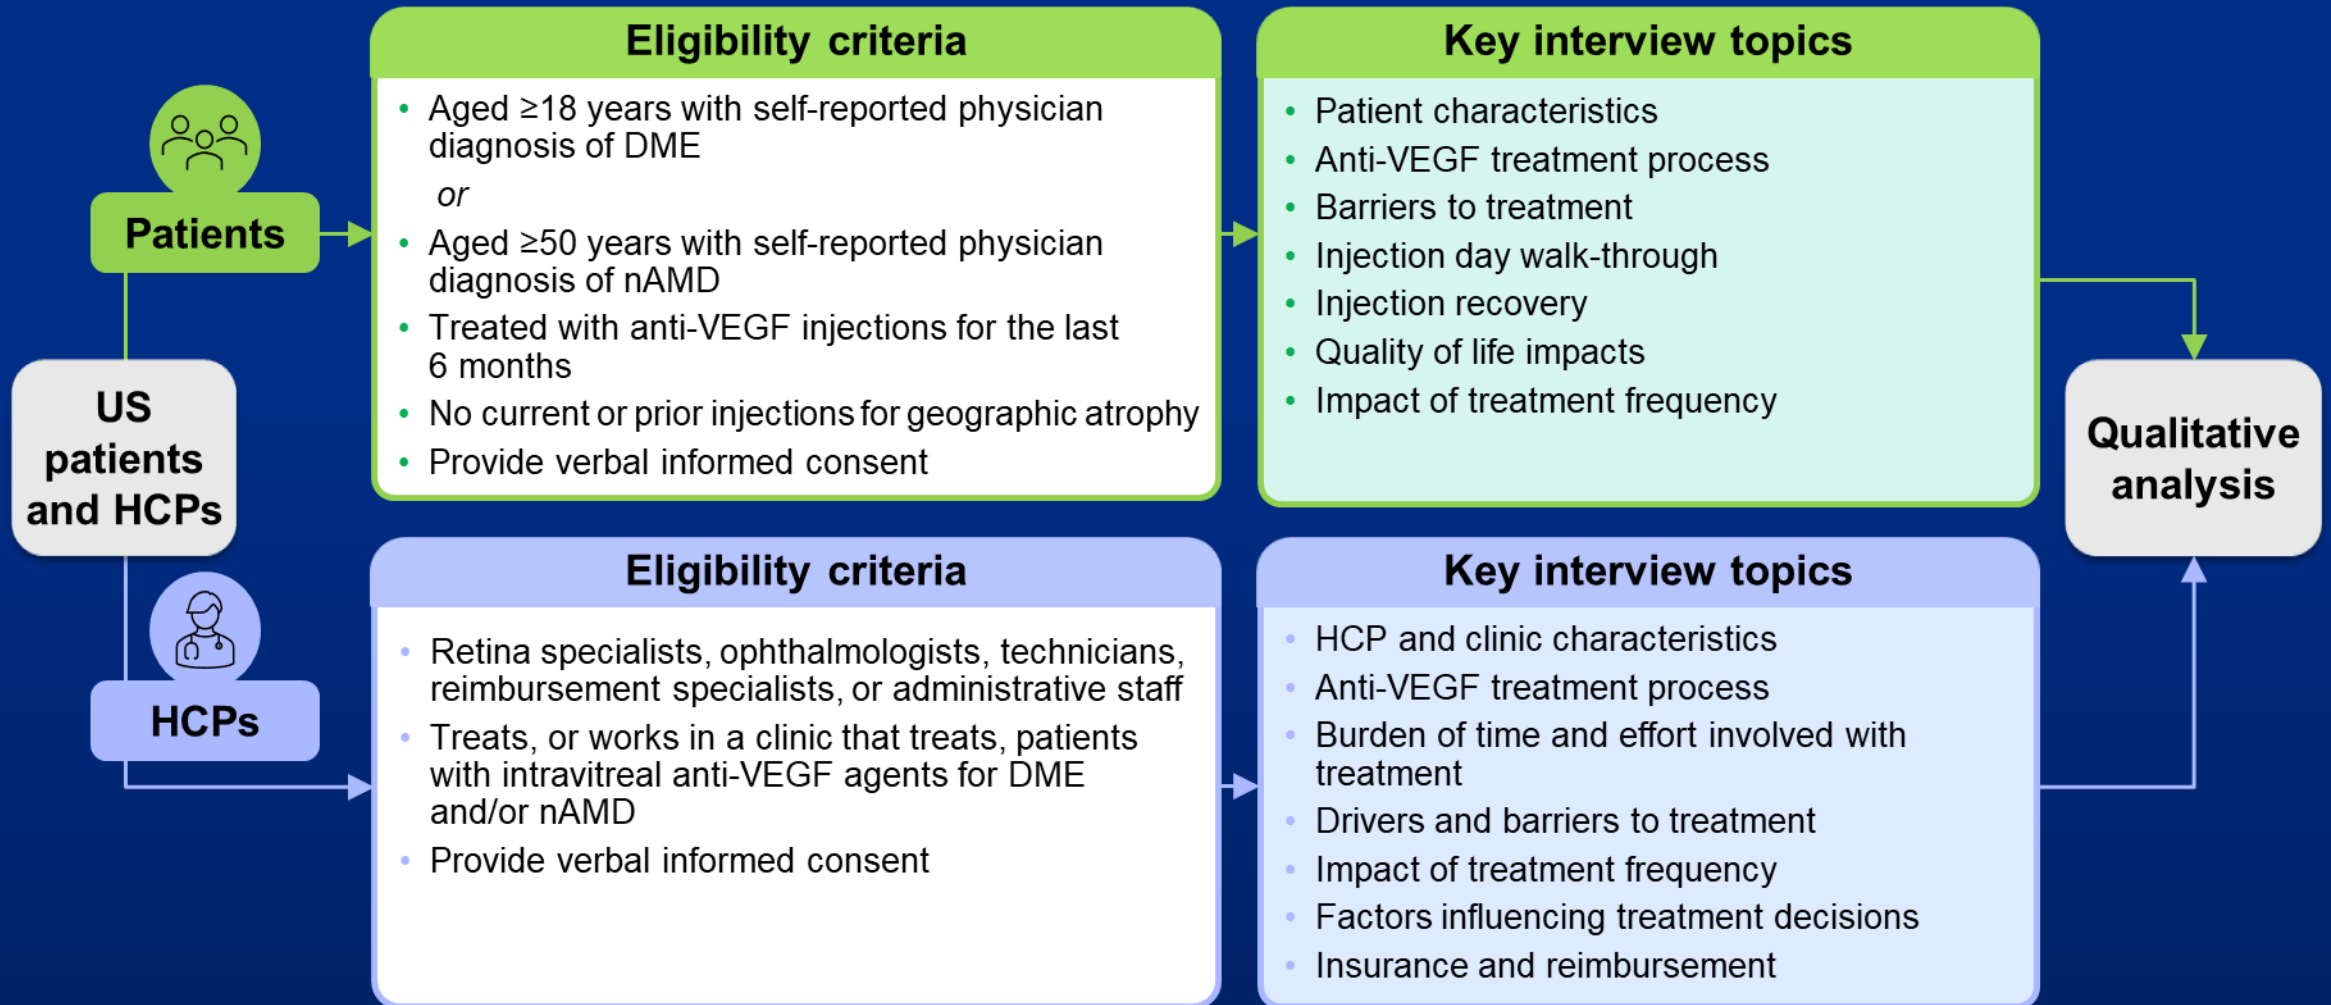 US
patients
and HCPs
Patients
Eligibility criteria
• Aged ≥18 years with self-reported physician
diagnosis of DME
or
• Aged ≥50 years with self-reported physician
diagnosis of nAMD
• Treated with anti-VEGF injections for the last
6 months
• No current or prior injections for geographic atrophy
• Provide verbal informed consent
Key interview topics
• Patient characteristics
• Anti-VEGF treatment process
• Barriers to treatment
• Injection day walk-through
• Injection recovery
• Quality of life impacts
• Impact of treatment frequency
HCPs
Eligibility criteria
• Retina specialists, ophthalmologists, technicians,
reimbursement specialists, or administrative staff
• Treats, or works in a clinic that treats, patients
with intravitreal anti-VEGF agents for DME
and/or nAMD
• Provide verbal informed consent
Key interview topics
• HCP and clinic characteristics
• Anti-VEGF treatment process
• Burden of time and effort involved with
treatment
• Drivers and barriers to treatment
• Impact of treatment frequency
• Factors influencing treatment decisions
• Insurance and reimbursement
Qualitative
analysis